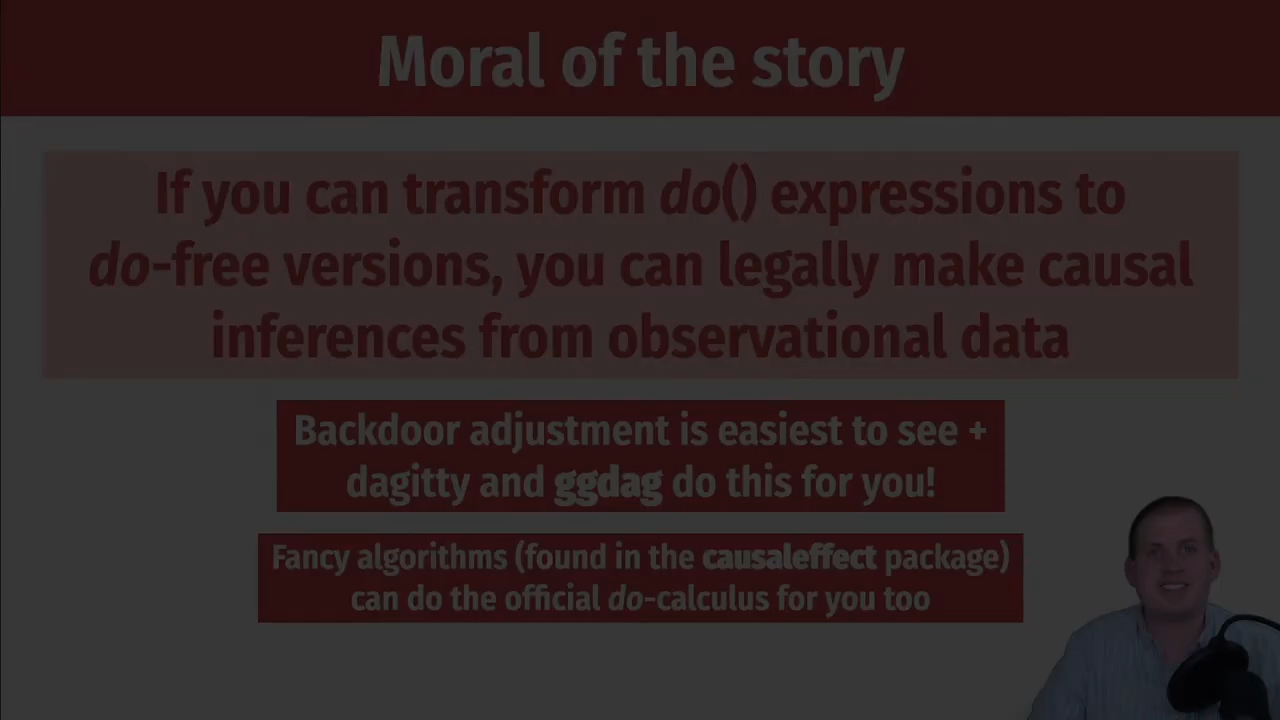 Moral of the story
If you can transform do() expressions to
do-free versions, you can legally make causal
inferences from observational data
Backdoor adjustment is easiest to see +
dagitty and ggdag do this for you!
Fancy algorithms (found in the causaleffect package)
can do the official do-calculus for you too